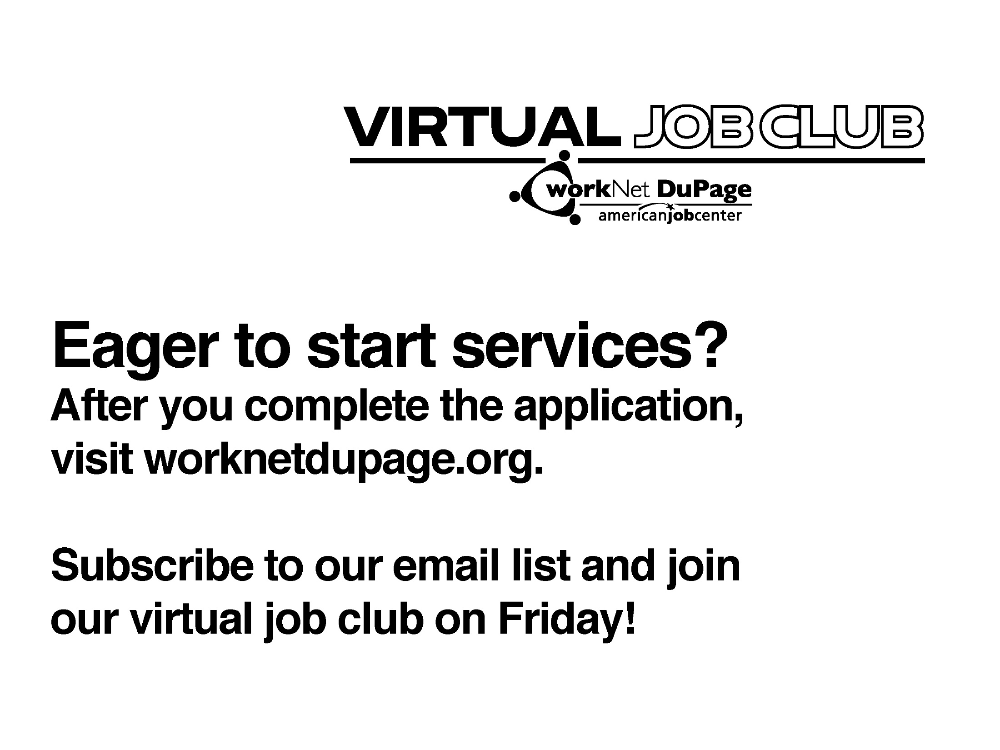 VIRTUAL JOB CLUB
workNet DuPage
americanjobcenter
Eager to start services?
After you complete the application,
visit worknetdupage.org.
Subscribe to our email list and join
our virtual job club on Friday!